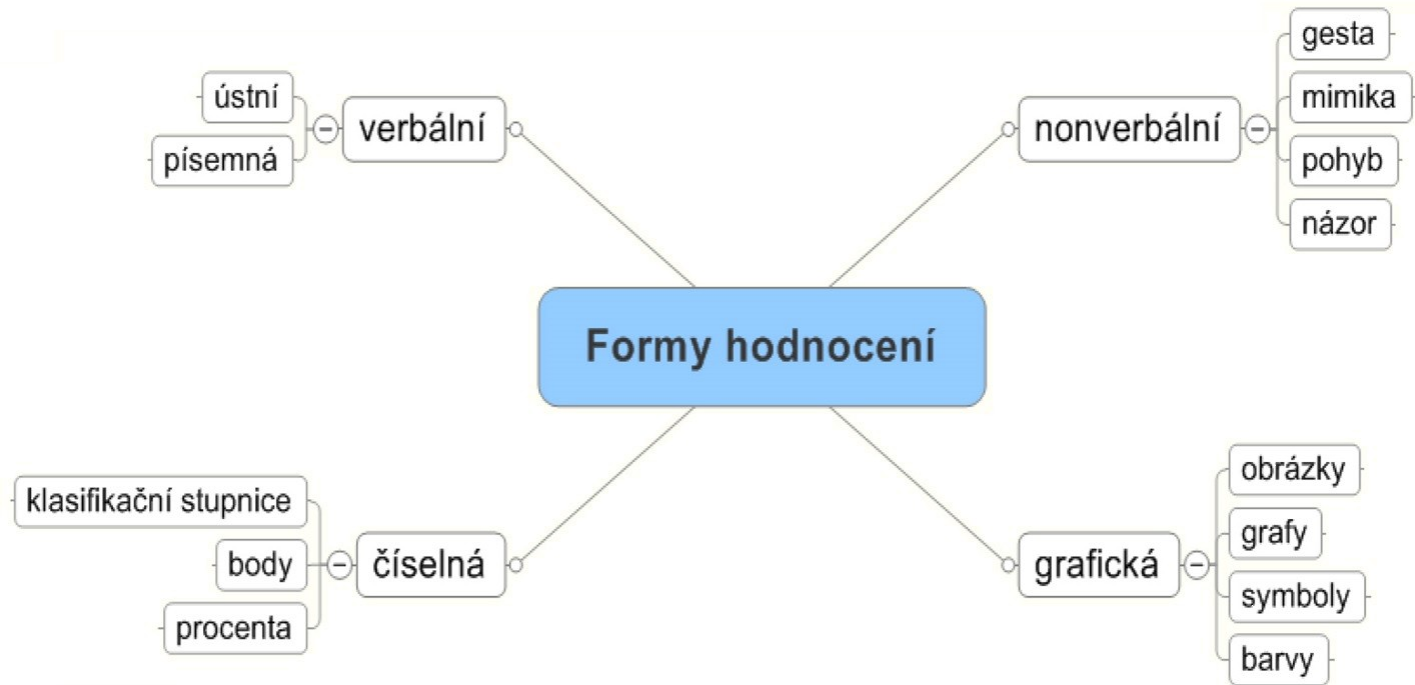 ústní
písemná
verbální
nonverbální
gesta
mimika
pohyb
názor
Formy hodnocení
klasifikační stupnice
body
procenta
číselná
grafická
obrázky
grafy
symboly
barvy